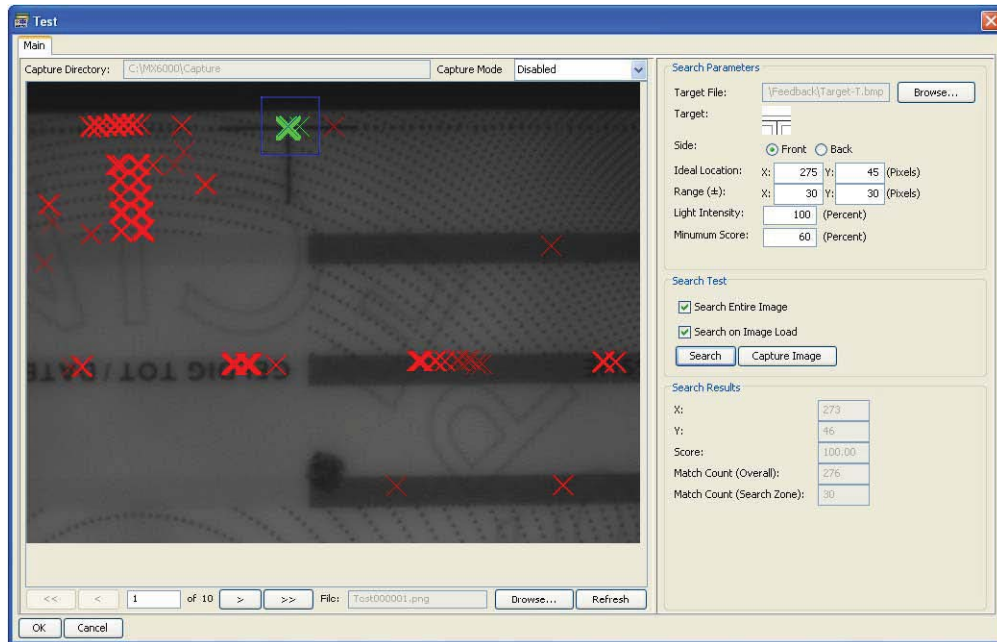 Test
Main
Capture Directory: C:\MX6000\Capture Capture Mode Disabled
Search Parameters
Target File: \Feedback\Target-T.bmp Browse...
Target:
Side: Front Back
Ideal Location: X: 275 Y: 45 (Pixels)
Range (±): X: 30 Y: 30 (Pixels)
Light Intensity: 100 (Percent)
Minumum Score: 60 (Percent)
Search Test
Search Entire Image
Search on Image Load
Search Capture Image
Search Results
X: 273
Y: 46
Score: 100.00
Match Count (Overall): 276
Match Count (Search Zone): 30
<< < 1 of 10 > >> File: Test000001.png Browse... Refresh
OK Cancel